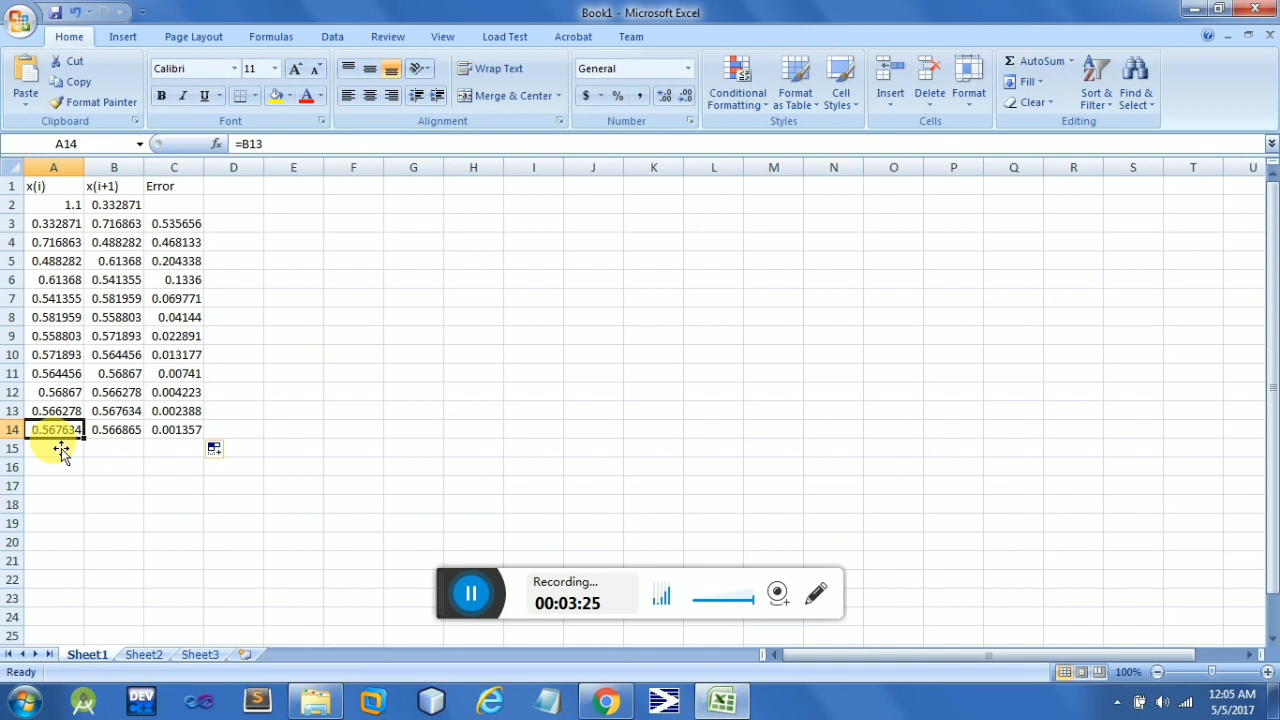 Book1 - Microsoft Excel
Home Insert Page Layout Formulas Data Review View Load Test Acrobat Team
Cut
Copy
Format Painter
Paste
Calibri 11
B I U
Wrap Text
Merge & Center
General
$ % ,
Conditional Formatting
Format as Table
Cell Styles
Insert Delete Format
Σ AutoSum
Fill
Clear
Sort & Filter
Find & Select
Clipboard Font Alignment Number Styles Cells Editing
A14 fx =B13
A B C D E F G H I J K L M N O P Q R S T U
1 x(i) x(i+1) Error
2 1.1 0.332871
3 0.332871 0.716863 0.535656
4 0.716863 0.488282 0.468133
5 0.488282 0.61368 0.204338
6 0.61368 0.541355 0.1336
7 0.541355 0.581959 0.069771
8 0.581959 0.558803 0.04144
9 0.558803 0.571893 0.022891
10 0.571893 0.564456 0.013177
11 0.564456 0.56867 0.00741
12 0.56867 0.566278 0.004223
13 0.566278 0.567634 0.002388
14 0.567634 0.566865 0.001357
15
16
17
18
19
20
21
22
23
24
25
Recording...
00:03:25
Sheet1 Sheet2 Sheet3
Ready 100%
DEV C++
12:05 AM
5/5/2017